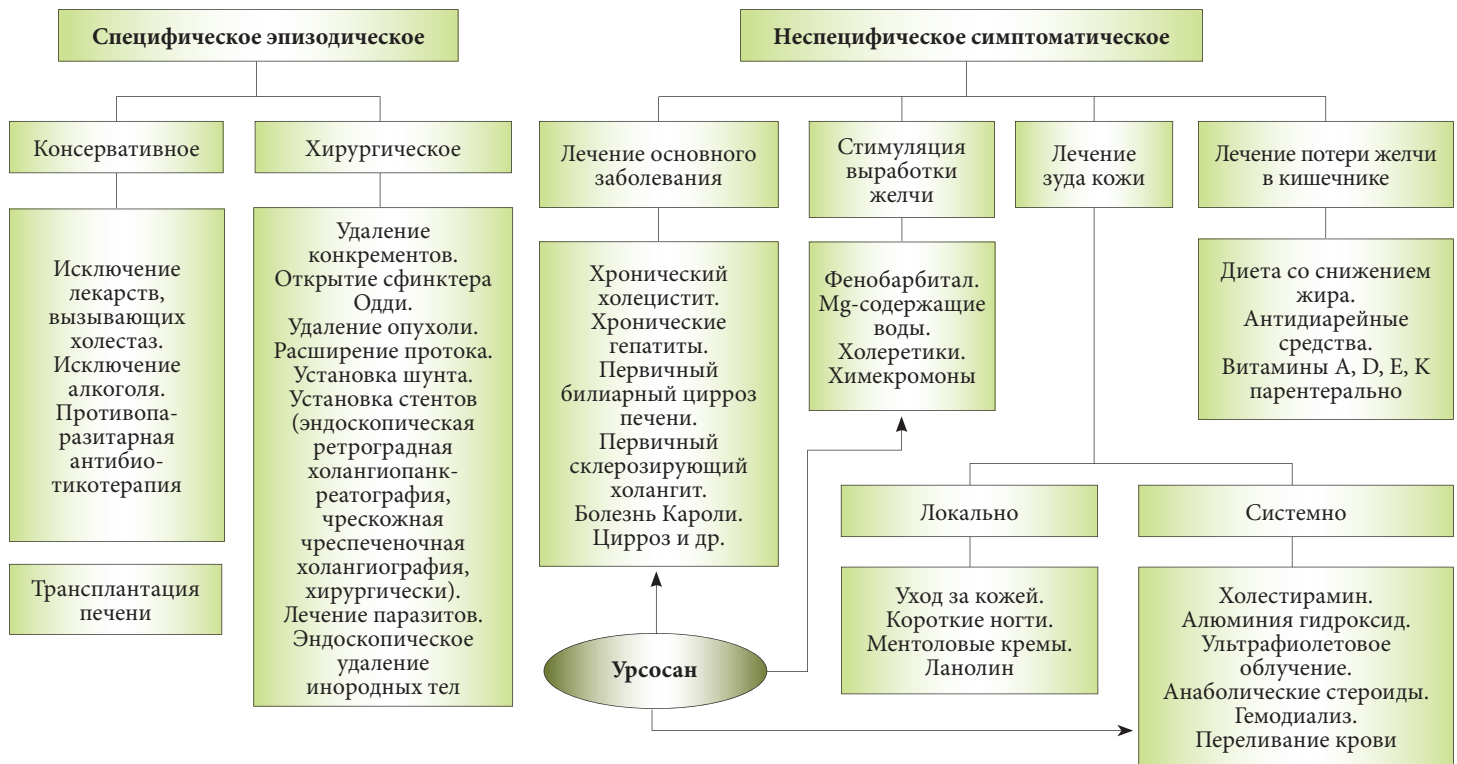 Специфическое эпизодическое
Неспецифическое симптоматическое
Консервативное
Хирургическое
Лечение основного
заболевания
Стимуляция
выработки
желчи
Лечение
зуда кожи
Лечение потери желчи
в кишечнике
Исключение
лекарств,
вызывающих
холестаз.
Исключение
алкоголя.
Противопа-
разитарная
антибио-
тикотерапия
Трансплантация
печени
Удаление
конкрементов.
Открытие сфинктера
Одди.
Удаление опухоли.
Расширение протока.
Установка шунта.
Установка стентов
(эндоскопическая
ретроградная
холангиопанк-
реатография,
чрескожная
чреспеченочная
холангиография,
хирургически).
Лечение паразитов.
Эндоскопическое
удаление
инородных тел
Хронический
холецистит.
Хронические
гепатиты.
Первичный
билиарный цирроз
печени.
Первичный
склерозирующий
холангит.
Болезнь Кароли.
Цирроз и др.
Фенобарбитал.
Mg-содержащие
воды.
Холеретики.
Химекромоны
Диета со снижением
жира.
Антидиарейные
средства.
Витамины A, D, E, K
парентерально
Локально
Системно
Уход за кожей.
Короткие ногти.
Ментоловые кремы.
Ланолин
Холестирамин.
Алюминия гидроксид.
Ультрафиолетовое
облучение.
Анаболические стероиды.
Гемодиализ.
Переливание крови
Урсосан